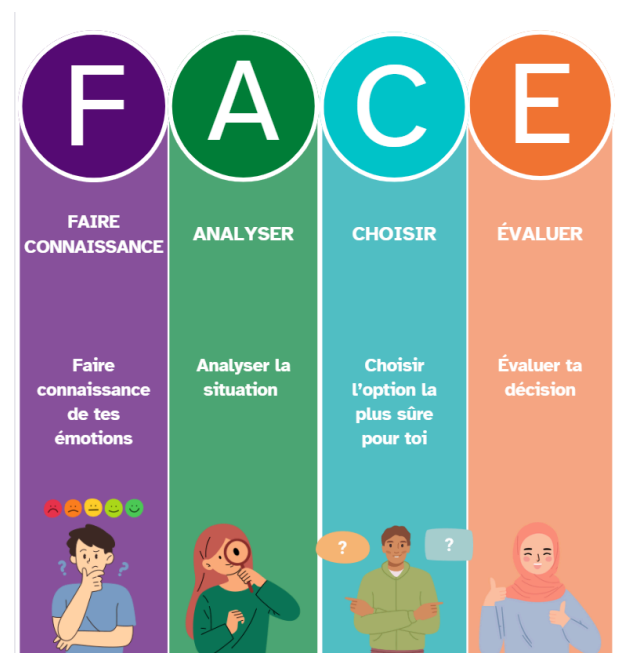 F
FAIRE
CONNAISSANCE
Faire
connaissance
de tes
émotions
?
?
A
ANALYSER
Analyser la
situation
C
CHOISIR
Choisir
l'option la
plus sûre
pour toi
?
?
E
ÉVALUER
Évaluer ta
décision